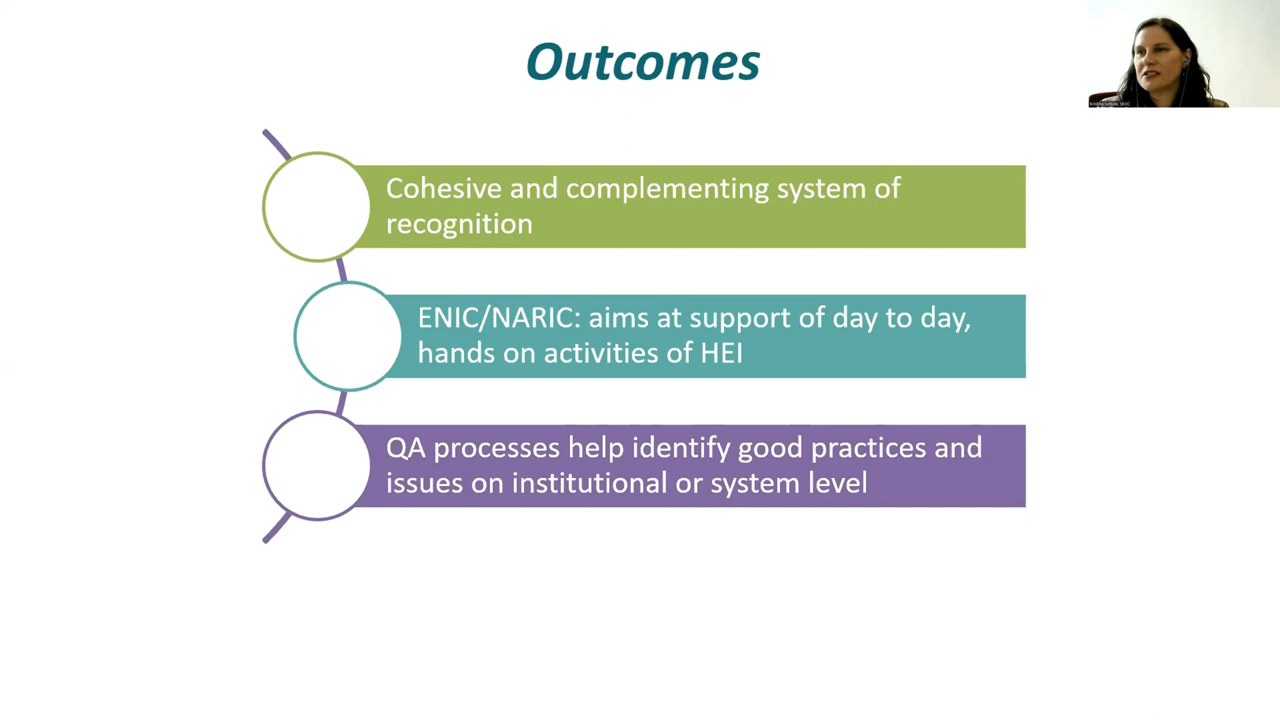 Outcomes
Cohesive and complementing system of
recognition
ENIC/NARIC: aims at support of day to day,
hands on activities of HEI
QA processes help identify good practices and
issues on institutional or system level